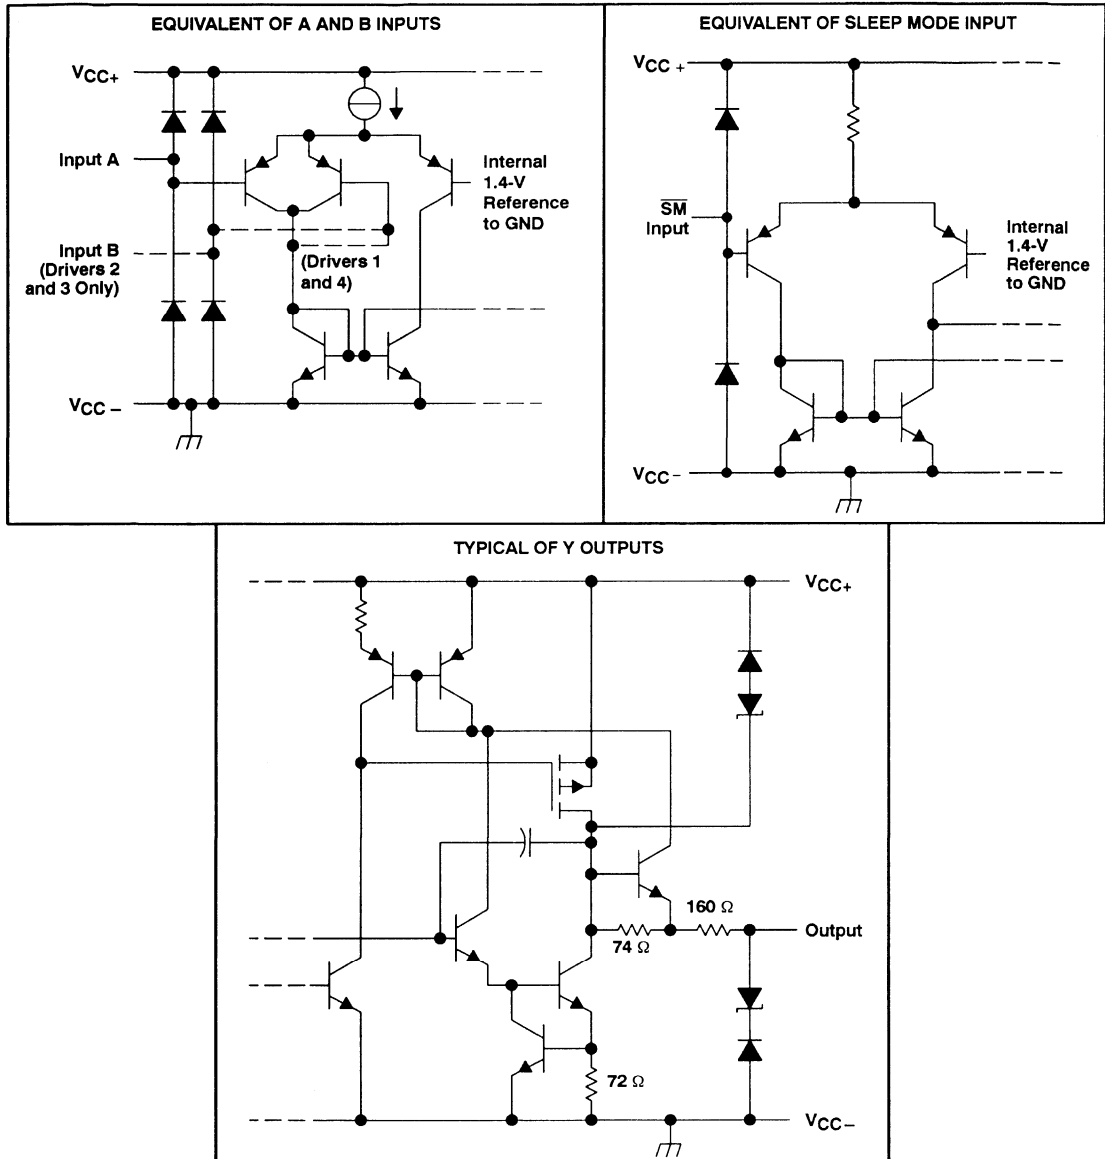 EQUIVALENT OF A AND B INPUTS
VCC+
Input A
Input B
(Drivers 2
and 3 Only)
(Drivers 1
and 4)
Internal
1.4-V
Reference
to GND
VCC–
EQUIVALENT OF SLEEP MODE INPUT
VCC +
SM
Input
Internal
1.4-V
Reference
to GND
VCC–
TYPICAL OF Y OUTPUTS
VCC+
160 Ω
74 Ω
Output
72 Ω
VCC–